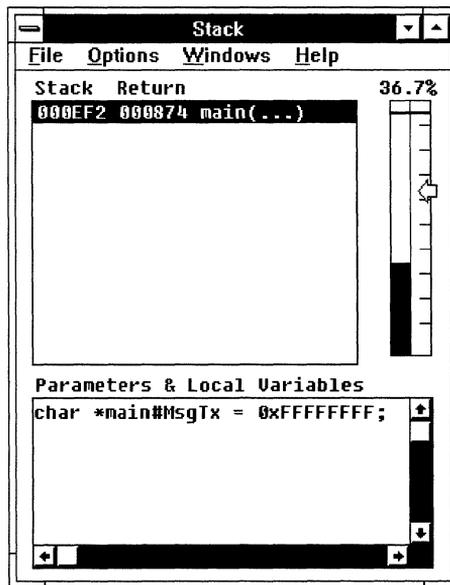 Stack
File Options Windows Help
Stack Return 36.7%
000EF2 000874 main(...)
Parameters & Local Variables
char *main#MsgTx = 0xFFFFFFFF;